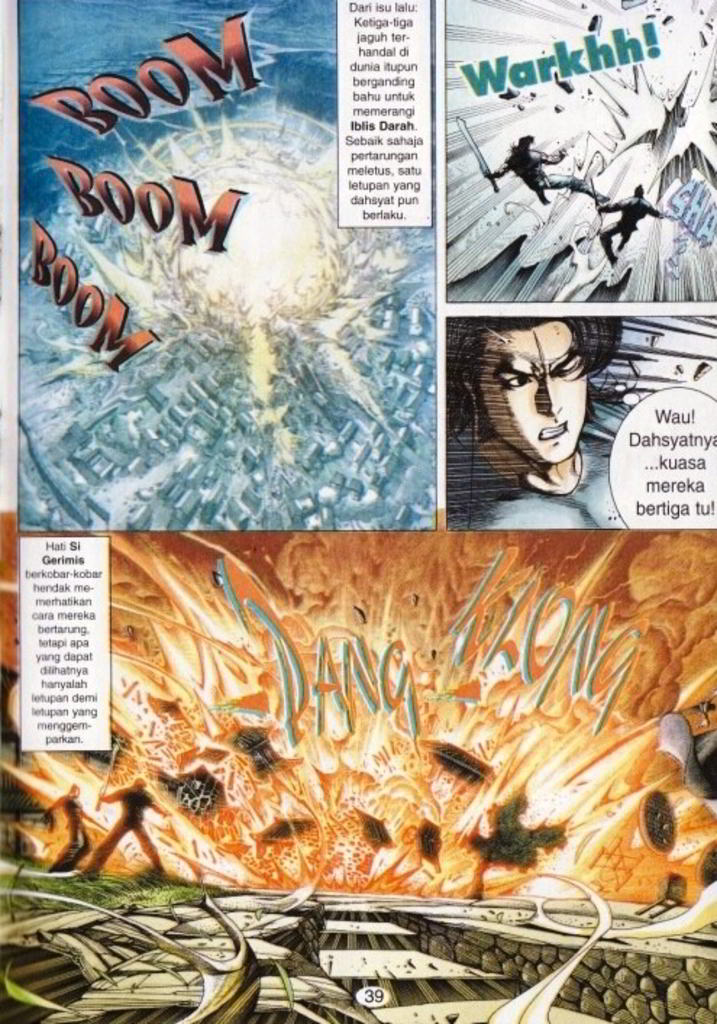 BOOM
BOOM
BOOM
Dari isu lalu:
Ketiga-tiga
jaguh ter-
handal di
dunia itupun
berganding
bahu untuk
memerangi
Iblis Darah.
Sebaik sahaja
pertarungan
meletus, satu
letupan yang
dahsyat pun
berlaku.
Warkhh!
Wau!
Dahsyatnya
...kuasa
mereka
bertiga tu!
Hati Si
Gerimis
berkobar-kobar
hendak me-
merhatikan
cara mereka
bertarung,
tetapi apa
yang dapat
dilihatnya
hanyalah
letupan demi
letupan yang
menggem-
parkan.
39